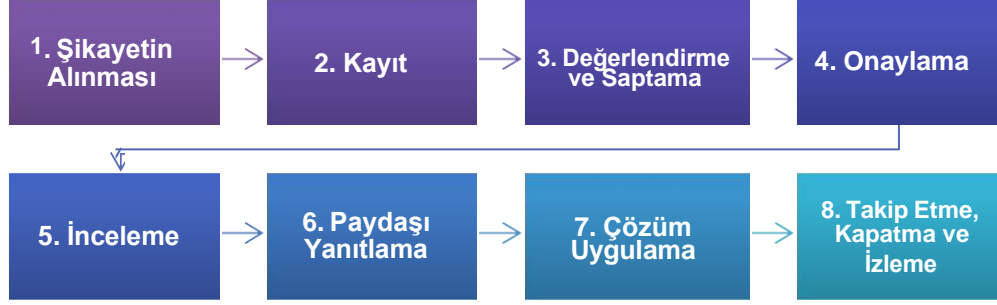 1. Şikayetin
Alınması
2. Kayıt
3. Değerlendirme
ve Saptama
4. Onaylama
5. İnceleme
6. Paydaşı
Yanıtlama
7. Çözüm
Uygulama
8. Takip Etme,
Kapatma ve
İzleme